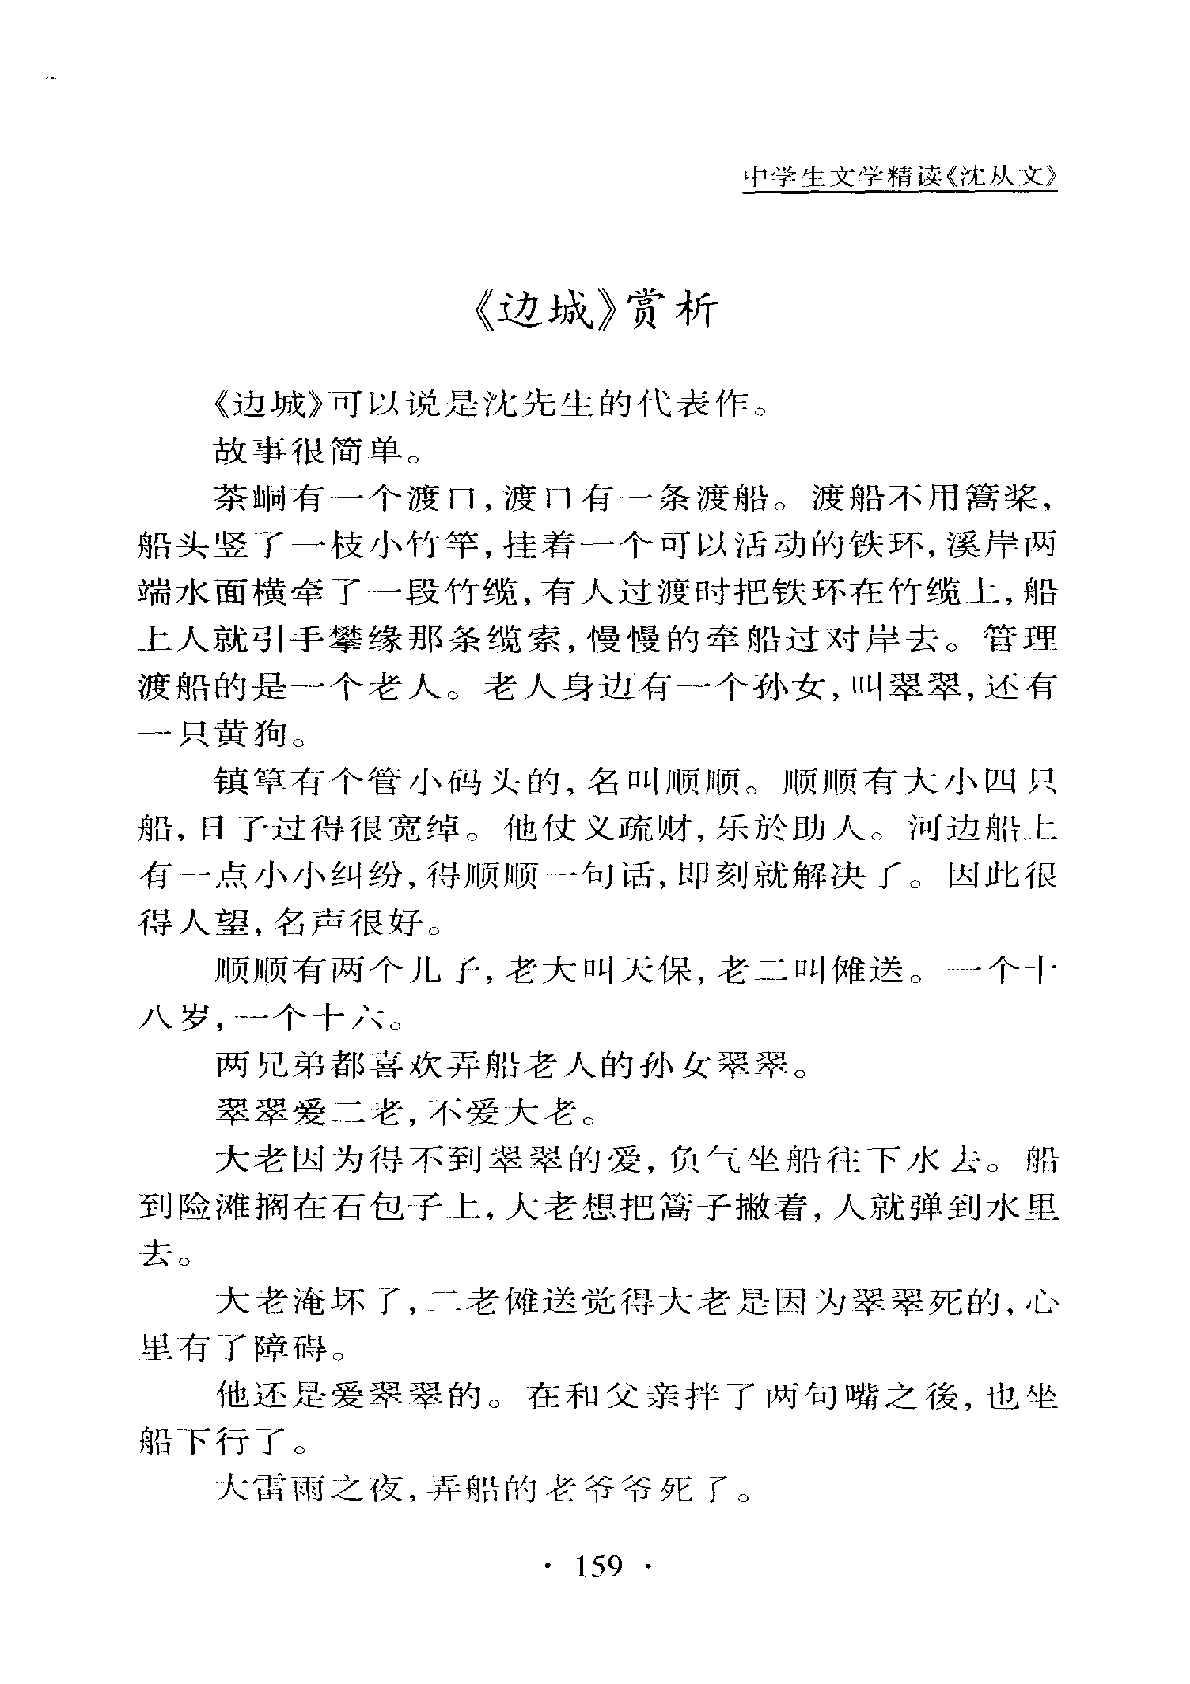 中学生文学精读《沈从文》
《边城》赏析
《边城》可以说是沈先生的代表作。
故事很简单。
茶峒有一个渡口,渡口有一条渡船。渡船不用篙桨,
船头竖了一枝小竹竿,挂着一个可以活动的铁环,溪岸两
端水面横牵了一段竹缆,有人过渡时把铁环在竹缆上,船
上人就引手攀缘那条缆索,慢慢的牵船过对岸去。管理
渡船的是一个老人。老人身边有一个孙女,叫翠翠,还有
一只黄狗。
镇筸有个管小码头的,名叫顺顺。顺顺有大小四只
船,日子过得很宽绰。他仗义疏财,乐於助人。河边船上
有一点小小纠纷,得顺顺一句话,即刻就解决了。因此很
得人望,名声很好。
顺顺有两个儿子,老大叫天保,老二叫傩送。一个十
八岁,一个十六。
两兄弟都喜欢弄船老人的孙女翠翠。
翠翠爱二老,不爱大老。
大老因为得不到翠翠的爱,负气坐船往下水去。船
到险滩搁在石包子上,大老想把篙子撇着,人就弹到水里
去。
大老淹坏了,二老傩送觉得大老是因为翠翠死的,心
里有了障碍。
他还是爱翠翠的。在和父亲拌了两句嘴之後,也坐
船下行了。
大雷雨之夜,弄船的老爷爷死了。
· 159 ·